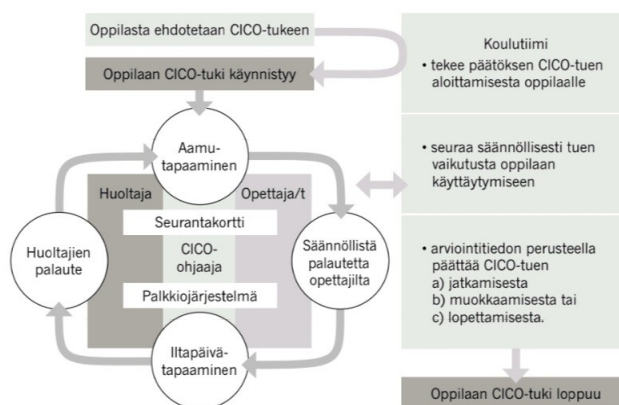 Oppilasta ehdotetaan CICO-tukeen
Oppilaan CICO-tuki käynnistyy
Aamu-
tapaaminen
Huoltaja
Opettaja/t
Seurantakortti
Huoltajien
palaute
CICO-
ohjaaja
Säännöllistä
palautetta
opettajilta
Palkkiojärjestelmä
Iltapäivä-
tapaaminen
Koulutiimi
• tekee päätöksen CICO-tuen
aloittamisesta oppilaalle
• seuraa säännöllisesti tuen
vaikutusta oppilaan
käyttäytymiseen
• arviointitiedon perusteella
päättää CICO-tuen
a) jatkamisesta
b) muokkaamisesta tai
c) lopettamisesta.
Oppilaan CICO-tuki loppuu